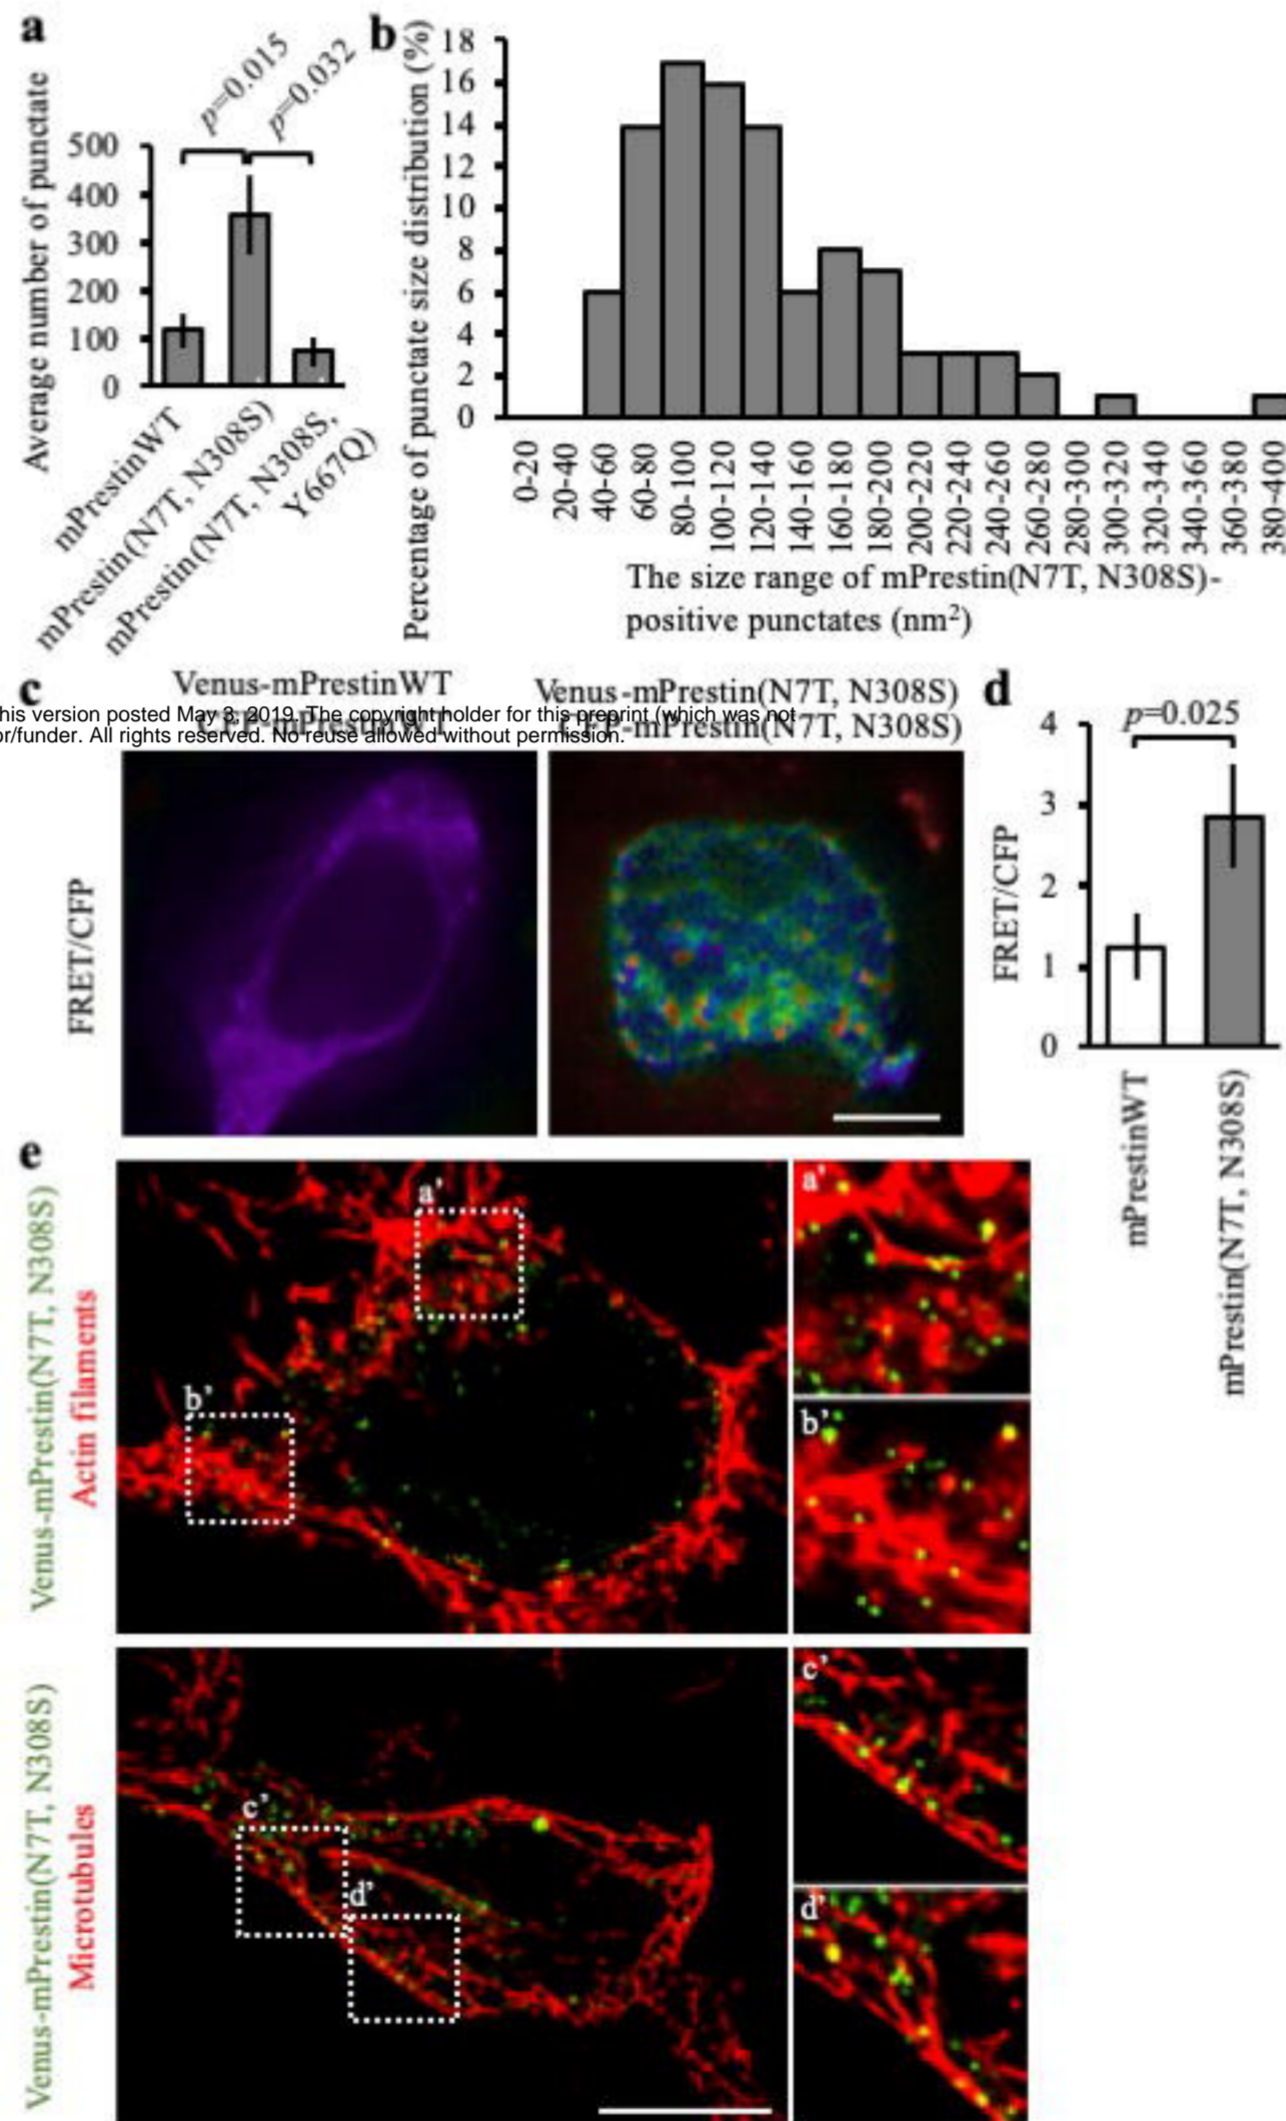 a
Average number of punctate
p=0.015
p=0.032
500
400
300
200
100
0
mPrestinWT
mPrestin(N7T, N308S)
mPrestin(N7T, N308S,
Y667Q)
b
Percentage of punctate size distribution (%)
18
16
14
12
10
8
6
4
2
0
0-20
20-40
40-60
60-80
80-100
100-120
120-140
140-160
160-180
180-200
200-220
220-240
240-260
260-280
280-300
300-320
320-340
340-360
360-380
380-400
The size range of mPrestin(N7T, N308S)-
positive punctates (nm²)
c
Venus-mPrestinWT
CFP-mPrestinWT
Venus-mPrestin(N7T, N308S)
CFP-mPrestin(N7T, N308S)
his version posted May 3, 2019. The copyright holder for this preprint (which was not
or/funder. All rights reserved. No reuse allowed without permission.
FRET/CFP
d
p=0.025
FRET/CFP
4
3
2
1
0
mPrestinWT
mPrestin(N7T, N308S)
e
Venus-mPrestin(N7T, N308S)
Actin filaments
a'
b'
a'
b'
Venus-mPrestin(N7T, N308S)
Microtubules
c'
d'
c'
d'